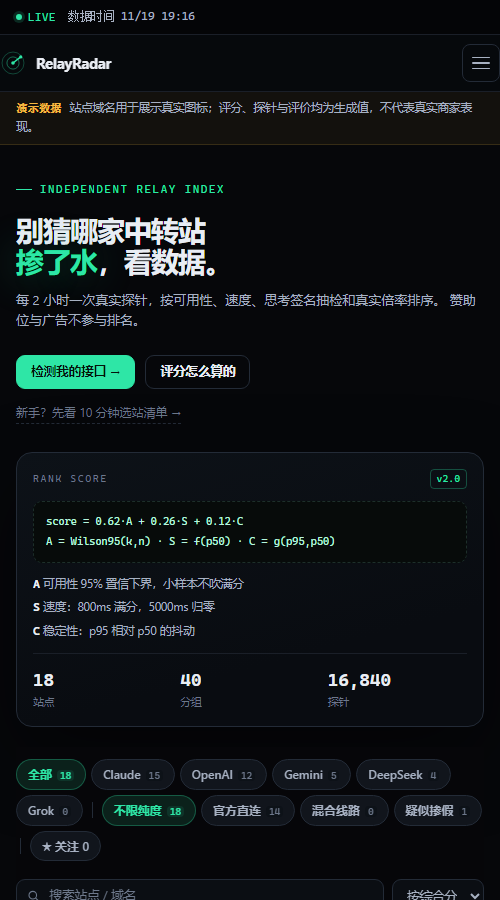 LIVE 数据时间 11/19 19:16
RelayRadar
演示数据 站点域名用于展示真实图标；评分、探针与评价均为生成值，不代表真实商家表
现。
INDEPENDENT RELAY INDEX
别猜哪家中转站
掺了水，看数据。
每 2 小时一次真实探针，按可用性、速度、思考签名抽检和真实倍率排序。 赞助
位与广告不参与排名。
检测我的接口 → 评分怎么算的
新手？先看 10 分钟选站清单 →
RANK SCORE v2.0
score = 0.62·A + 0.26·S + 0.12·C
A = Wilson95(k,n) · S = f(p50) · C = g(p95,p50)
A 可用性 95% 置信下界，小样本不吹满分
S 速度：800ms 满分，5000ms 归零
C 稳定性：p95 相对 p50 的抖动
18 40 16,840
站点 分组 探针
全部 18 Claude 15 OpenAI 12 Gemini 5 DeepSeek 4
Grok 0 不限纯度 18 官方直连 14 混合线路 0 疑似掺假 1
★ 关注 0
搜索站点 / 域名 按综合分